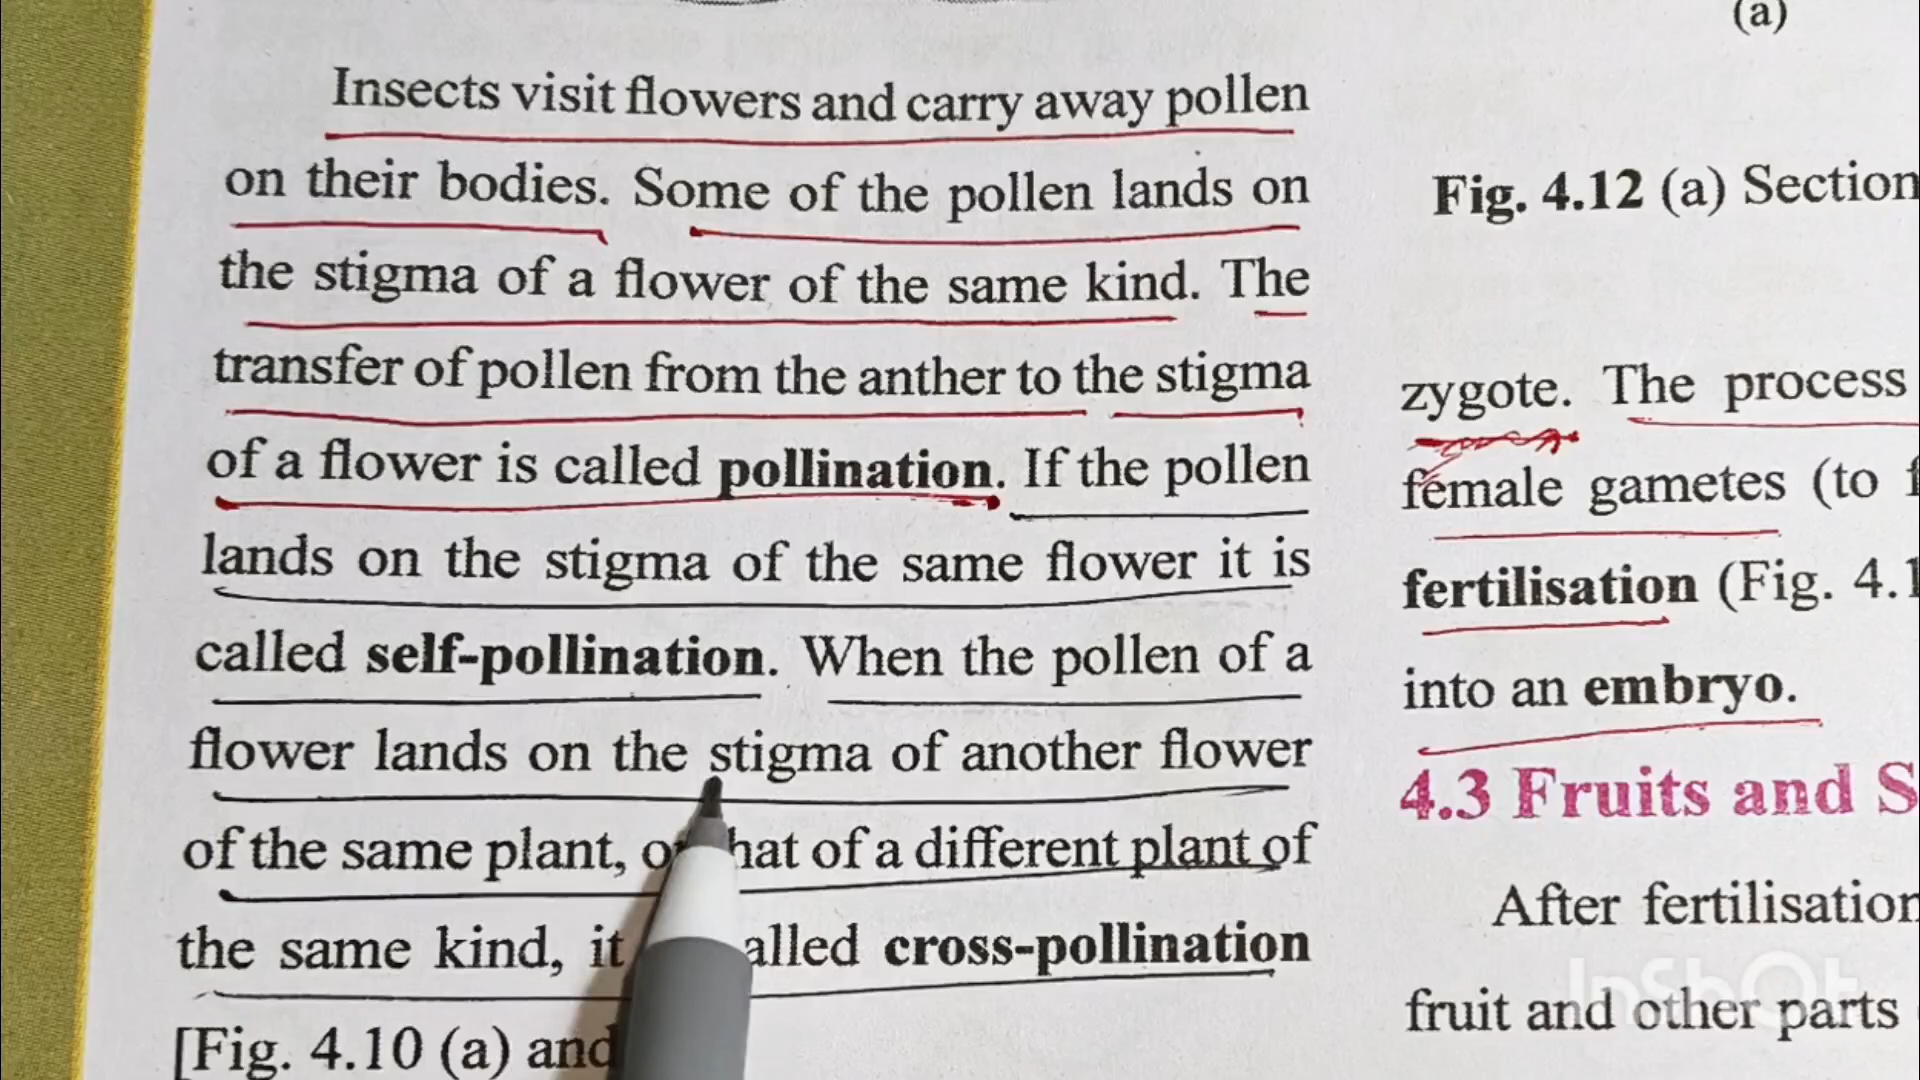 (a)
Insects visit flowers and carry away pollen
on their bodies. Some of the pollen lands on
the stigma of a flower of the same kind. The
transfer of pollen from the anther to the stigma
of a flower is called pollination. If the pollen
lands on the stigma of the same flower it is
called self-pollination. When the pollen of a
flower lands on the stigma of another flower
of the same plant, hat of a different plant of
the same kind, it alled cross-pollination
[Fig. 4.10 (a) and
Fig. 4.12 (a) Section
zygote. The process
female gametes (to
fertilisation (Fig. 4.1
into an embryo.
4.3 Fruits and S
After fertilisation
fruit and other parts
InShOt